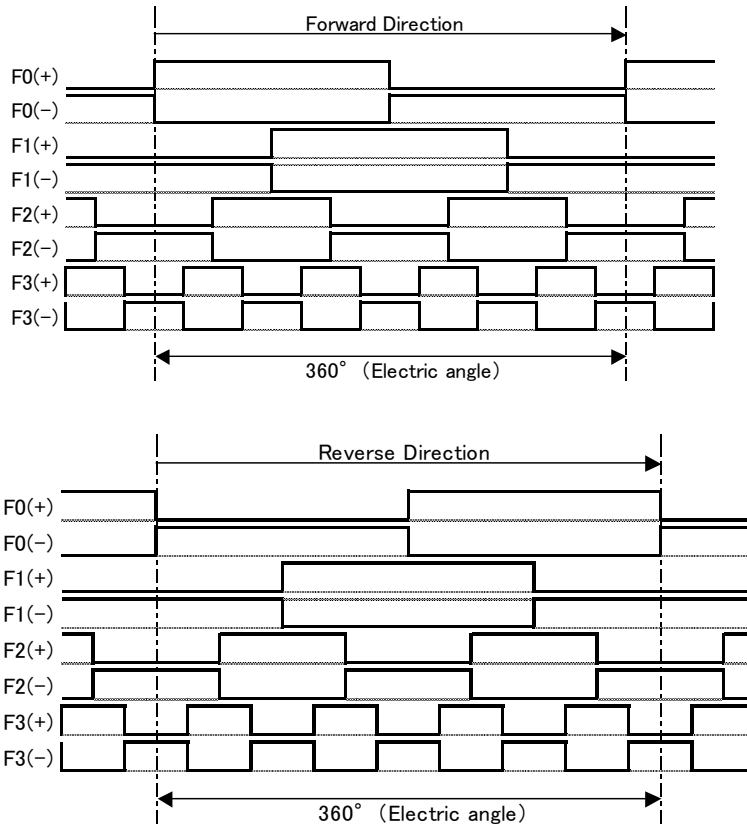 Forward Direction
F0(+)
F0(−)
F1(+)
F1(−)
F2(+)
F2(−)
F3(+)
F3(−)
360°（Electric angle）
Reverse Direction
F0(+)
F0(−)
F1(+)
F1(−)
F2(+)
F2(−)
F3(+)
F3(−)
360°（Electric angle）